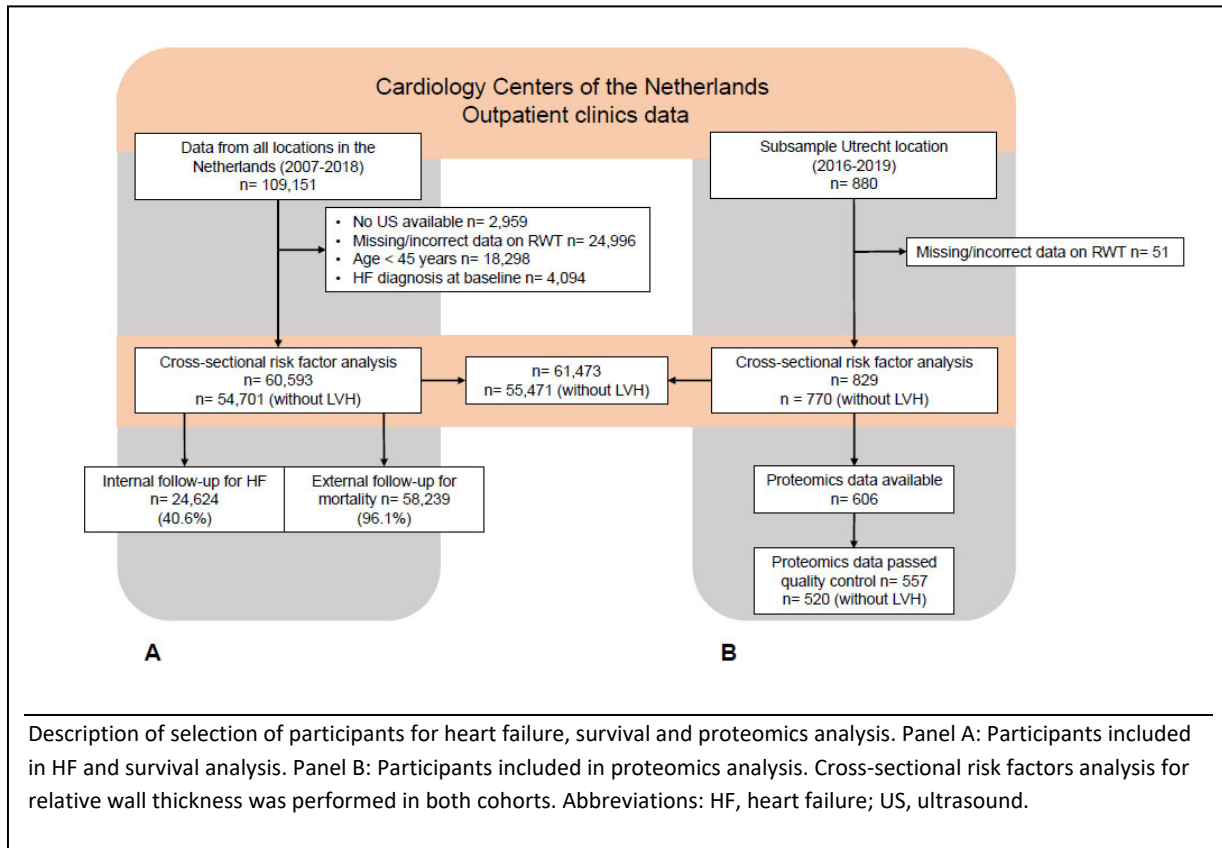 Cardiology Centers of the Netherlands
Outpatient clinics data
Data from all locations in the
Netherlands (2007-2018)
n= 109,151
• No US available n= 2,959
• Missing/incorrect data on RWT n= 24,996
• Age < 45 years n= 18,298
• HF diagnosis at baseline n= 4,094
Subsample Utrecht location
(2016-2019)
n= 880
Missing/incorrect data on RWT n= 51
Cross-sectional risk factor analysis
n= 60,593
n= 54,701 (without LVH)
n= 61,473
n= 55,471 (without LVH)
Cross-sectional risk factor analysis
n= 829
n = 770 (without LVH)
Internal follow-up for HF
n= 24,624
(40.6%)
External follow-up for
mortality n= 58,239
(96.1%)
Proteomics data available
n= 606
Proteomics data passed
quality control n= 557
n= 520 (without LVH)
A
B
Description of selection of participants for heart failure, survival and proteomics analysis. Panel A: Participants included
in HF and survival analysis. Panel B: Participants included in proteomics analysis. Cross-sectional risk factors analysis for
relative wall thickness was performed in both cohorts. Abbreviations: HF, heart failure; US, ultrasound.